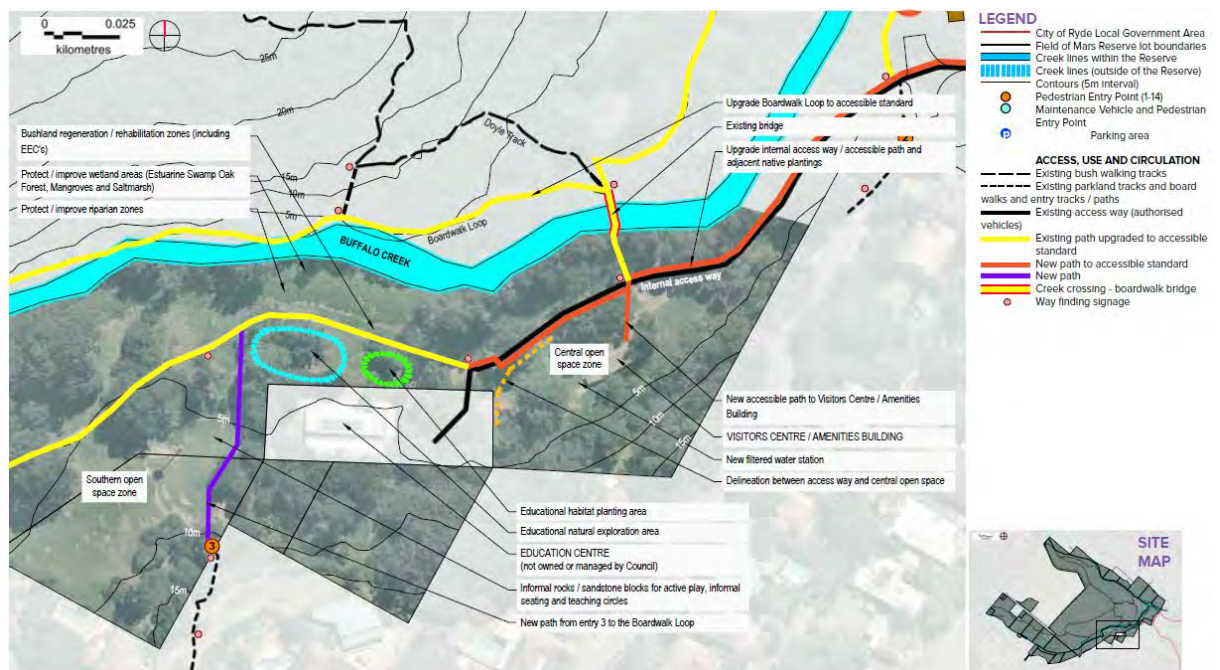 0 0.025
kilometres
25m
20m
15m
10m
5m
Doyle Track
Boardwalk Loop
BUFFALO CREEK
Internal access way
Bushland regeneration / rehabilitation zones (including
EEC's)
Protect / improve wetland areas (Estuarine Swamp Oak
Forest, Mangroves and Saltmarsh)
Protect / improve riparian zones
Upgrade Boardwalk Loop to accessible standard
Existing bridge
Upgrade internal access way / accessible path and
adjacent native plantings
Central open
space zone
5m
10m
15m
New accessible path to Visitors Centre / Amenities
Building
VISITORS CENTRE / AMENITIES BUILDING
New filtered water station
Delineation between access way and central open space
5m
Southern open
space zone
10m
3
15m
Educational habitat planting area
Educational natural exploration area
EDUCATION CENTRE
(not owned or managed by Council)
Informal rocks / sandstone blocks for active play, informal
seating and teaching circles
New path from entry 3 to the Boardwalk Loop
LEGEND
City of Ryde Local Government Area
Field of Mars Reserve lot boundaries
Creek lines within the Reserve
Creek lines (outside of the Reserve)
Contours (5m interval)
Pedestrian Entry Point (1-14)
Maintenance Vehicle and Pedestrian
Entry Point
P Parking area
ACCESS, USE AND CIRCULATION
Existing bush walking tracks
Existing parkland tracks and board
walks and entry tracks / paths
Existing access way (authorised
vehicles)
Existing path upgraded to accessible
standard
New path to accessible standard
New path
Creek crossing - boardwalk bridge
Way finding signage
SITE
MAP